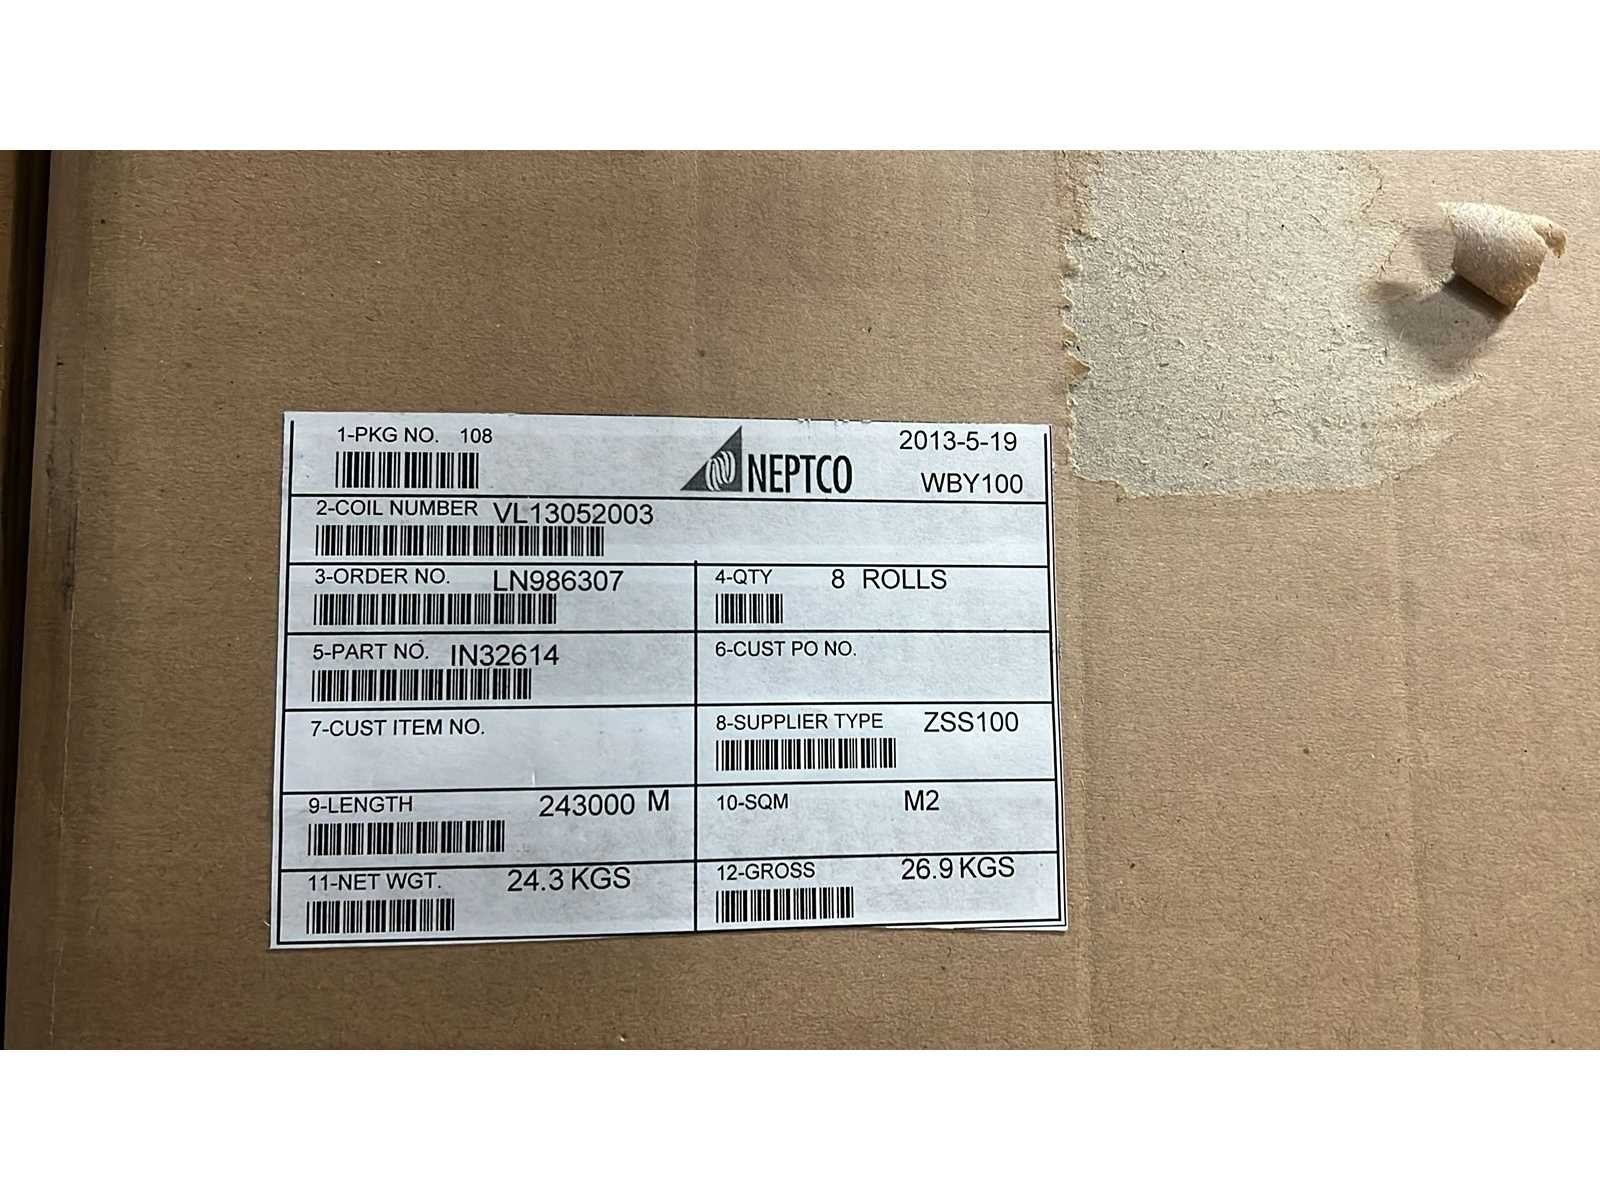 1-PKG NO. 108
NEPTCO
2013-5-19
WBY100
2-COIL NUMBER VL13052003
3-ORDER NO. LN986307
4-QTY 8 ROLLS
5-PART NO. IN32614
6-CUST PO NO.
7-CUST ITEM NO.
8-SUPPLIER TYPE ZSS100
9-LENGTH 243000 M
10-SQM M2
11-NET WGT. 24.3 KGS
12-GROSS 26.9 KGS